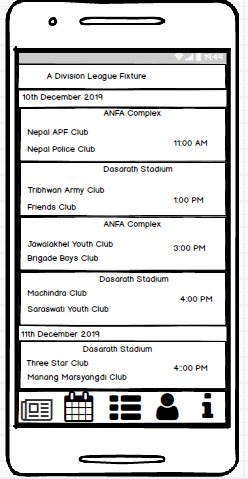 19:44
A Division League Fixture
10th December 2019
ANFA Complex
Nepal APF Club
11:00 AM
Nepal Police Club
Dasarath Stadium
Tribhwan Army Club
1:00 PM
Friends Club
ANFA Complex
Jawalakhel Youth Club
3:00 PM
Brigade Boys Club
Dasarath Stadium
Machindra Club
4:00 PM
Saraswati Youth Club
11th December 2019
Dasarath Stadium
Three Star Club
4::00 PM
Manang Marsyangdi Club